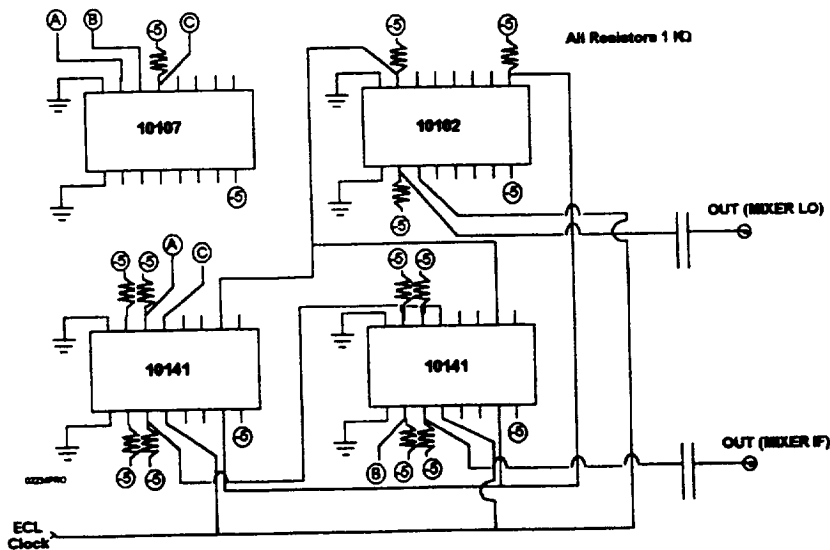 A B -5 C -5 -5 All Resistors 1 KΩ
10107 10102
-5 -5
-5 OUT (MIXER LO)
-5 -5 A C -5 -5
10141 10141
-5 -5 -5 B -5 -5 -5 OUT (MIXER IF)
ECL
Clock